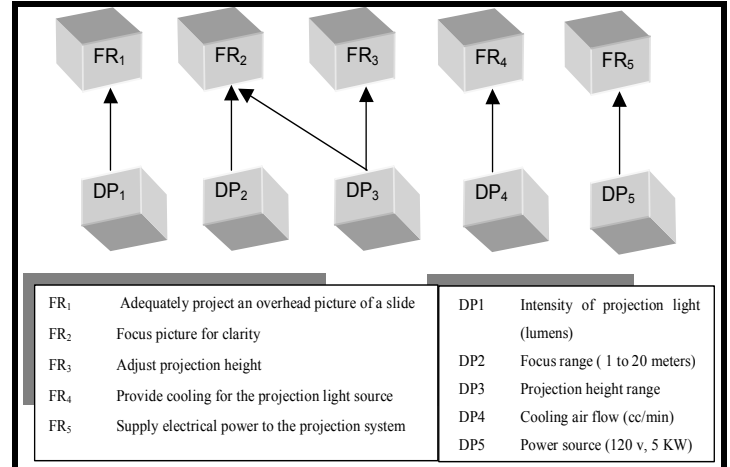 FR₁ FR₂ FR₃ FR₄ FR₅
DP₁ DP₂ DP₃ DP₄ DP₅
FR₁ Adequately project an overhead picture of a slide
FR₂ Focus picture for clarity
FR₃ Adjust projection height
FR₄ Provide cooling for the projection light source
FR₅ Supply electrical power to the projection system
DP1 Intensity of projection light
(lumens)
DP2 Focus range ( 1 to 20 meters)
DP3 Projection height range
DP4 Cooling air flow (cc/min)
DP5 Power source (120 v, 5 KW)